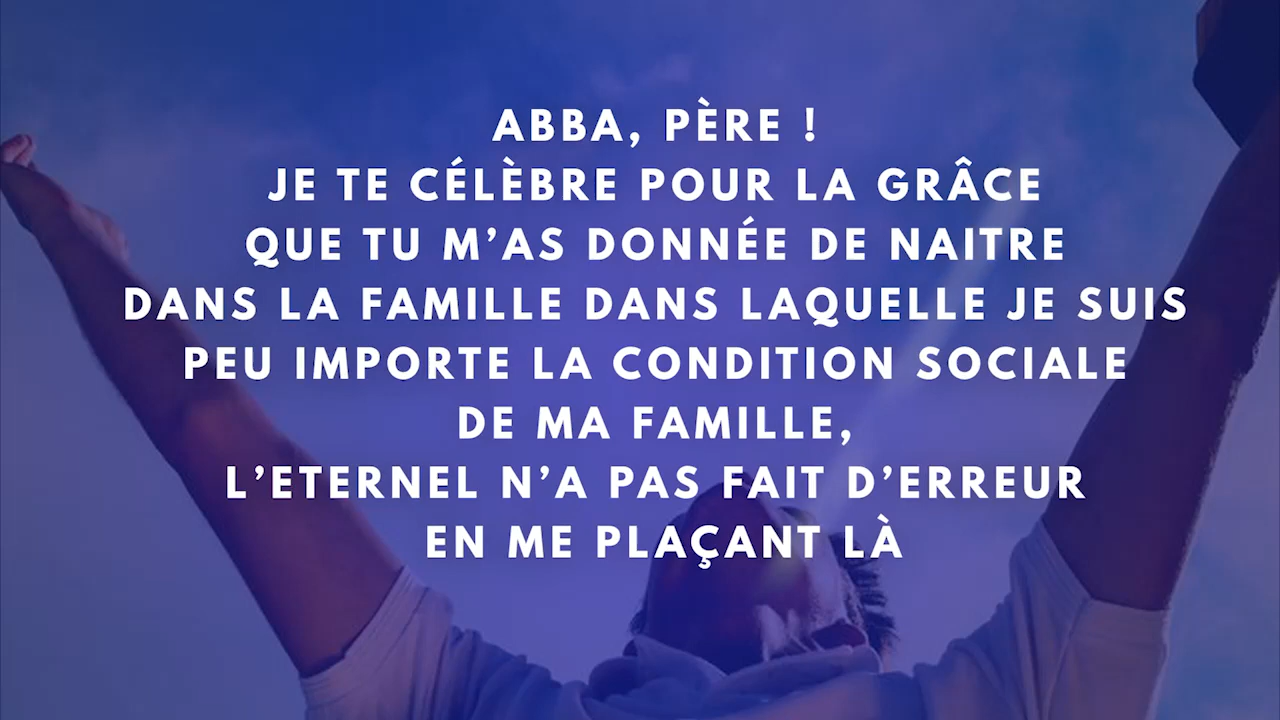 ABBA, PÈRE !
JE TE CÉLÈBRE POUR LA GRÂCE
QUE TU M’AS DONNÉE DE NAITRE
DANS LA FAMILLE DANS LAQUELLE JE SUIS
PEU IMPORTE LA CONDITION SOCIALE
DE MA FAMILLE,
L’ETERNEL N’A PAS FAIT D’ERREUR
EN ME PLAÇANT LÀ